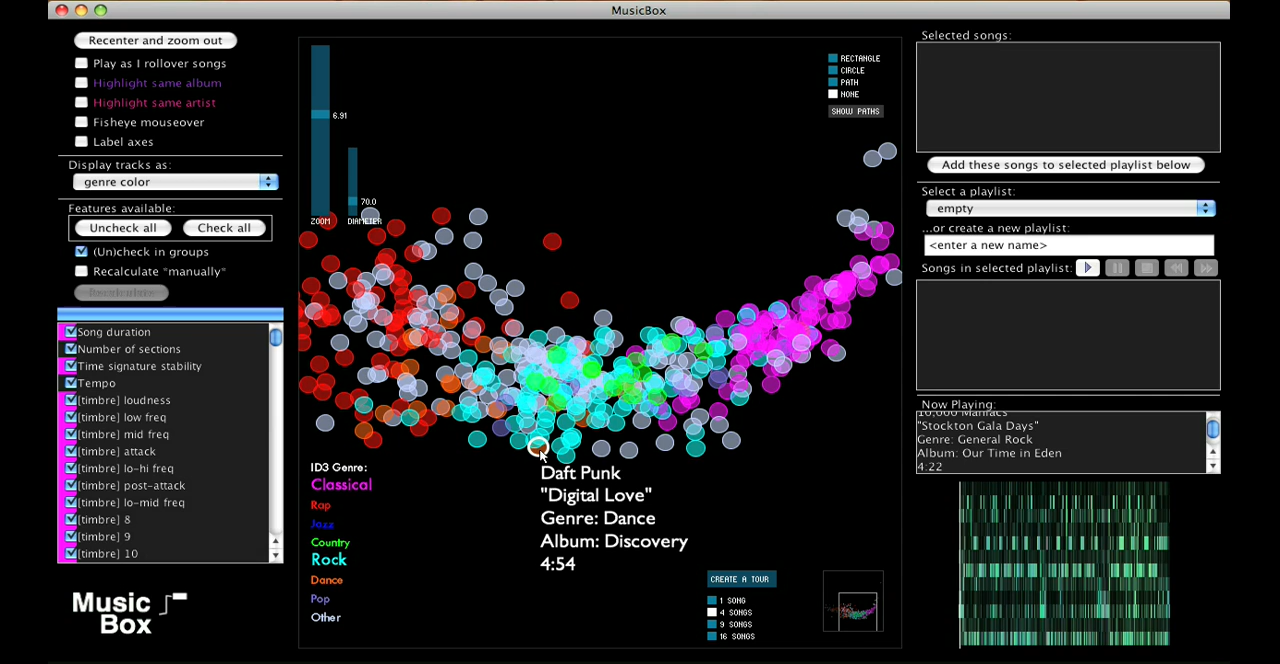 MusicBox
Recenter and zoom out
Play as I rollover songs
Highlight same album
Highlight same artist
Fisheye mouseover
Label axes
Display tracks as:
genre color
Features available:
Uncheck all
Check all
(Un)check in groups
Recalculate "manually"
Recalculate
Song duration
Number of sections
Time signature stability
Tempo
[timbre] loudness
[timbre] low freq
[timbre] mid freq
[timbre] attack
[timbre] lo-hi freq
[timbre] post-attack
[timbre] lo-mid freq
[timbre] 8
[timbre] 9
[timbre] 10
Music
Box
6.91
70.0
ZOOM
DIAMETER
RECTANGLE
CIRCLE
PATH
NONE
SHOW PATHS
ID3 Genre:
Classical
Rap
Jazz
Country
Rock
Dance
Pop
Other
Daft Punk
"Digital Love"
Genre: Dance
Album: Discovery
4:54
CREATE A TOUR
1 SONG
4 SONGS
9 SONGS
16 SONGS
Selected songs:
Add these songs to selected playlist below
Select a playlist:
empty
...or create a new playlist:
<enter a new name>
Songs in selected playlist:
Now Playing:
10,000 Maniacs
"Stockton Gala Days"
Genre: General Rock
Album: Our Time in Eden
4:22